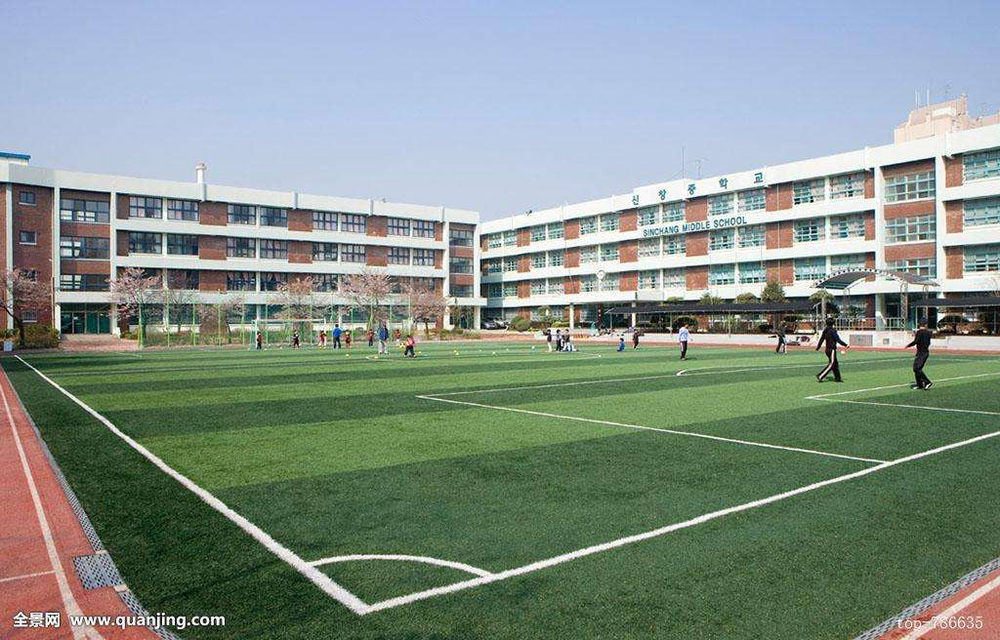 신창중학교
SINCHANG MIDDLE SCHOOL
全景网 www.quanjing.com
top-786635